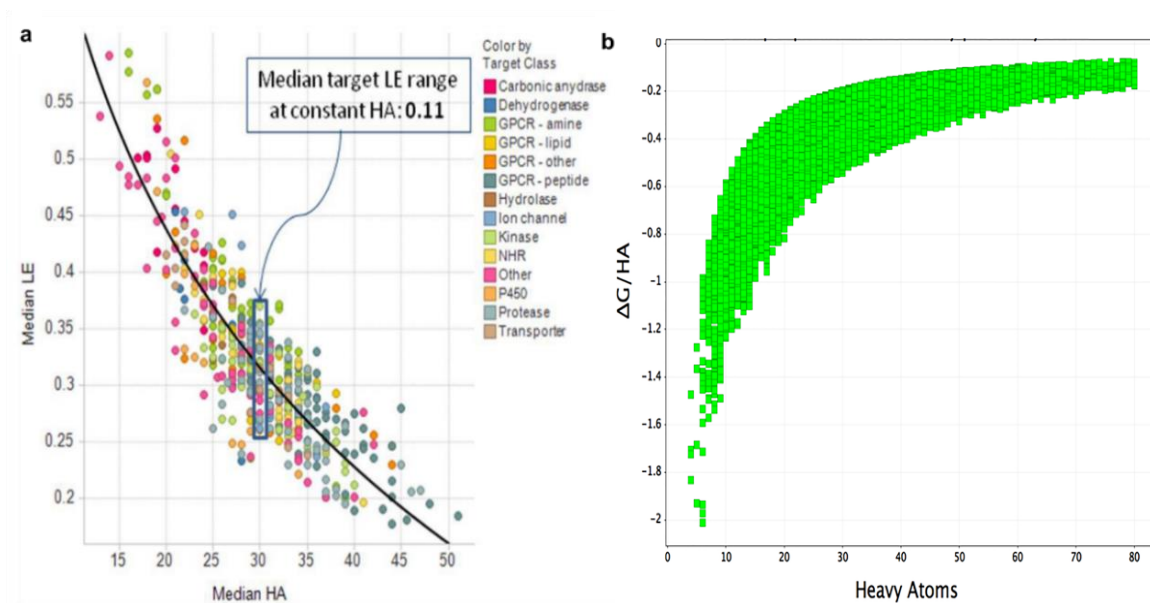 a
Median target LE range
at constant HA: 0.11
Color by
Target Class
Carbonic anydrase
Dehydrogenase
GPCR - amine
GPCR - lipid
GPCR - other
GPCR - peptide
Hydrolase
Ion channel
Kinase
NHR
Other
P450
Protease
Transporter
Median LE
0.55
0.5
0.45
0.4
0.35
0.3
0.25
0.2
15 20 25 30 35 40 45 50
Median HA
b
ΔG/HA
0
-0.2
-0.4
-0.6
-0.8
-1
-1.2
-1.4
-1.6
-1.8
-2
0 10 20 30 40 50 60 70 80
Heavy Atoms